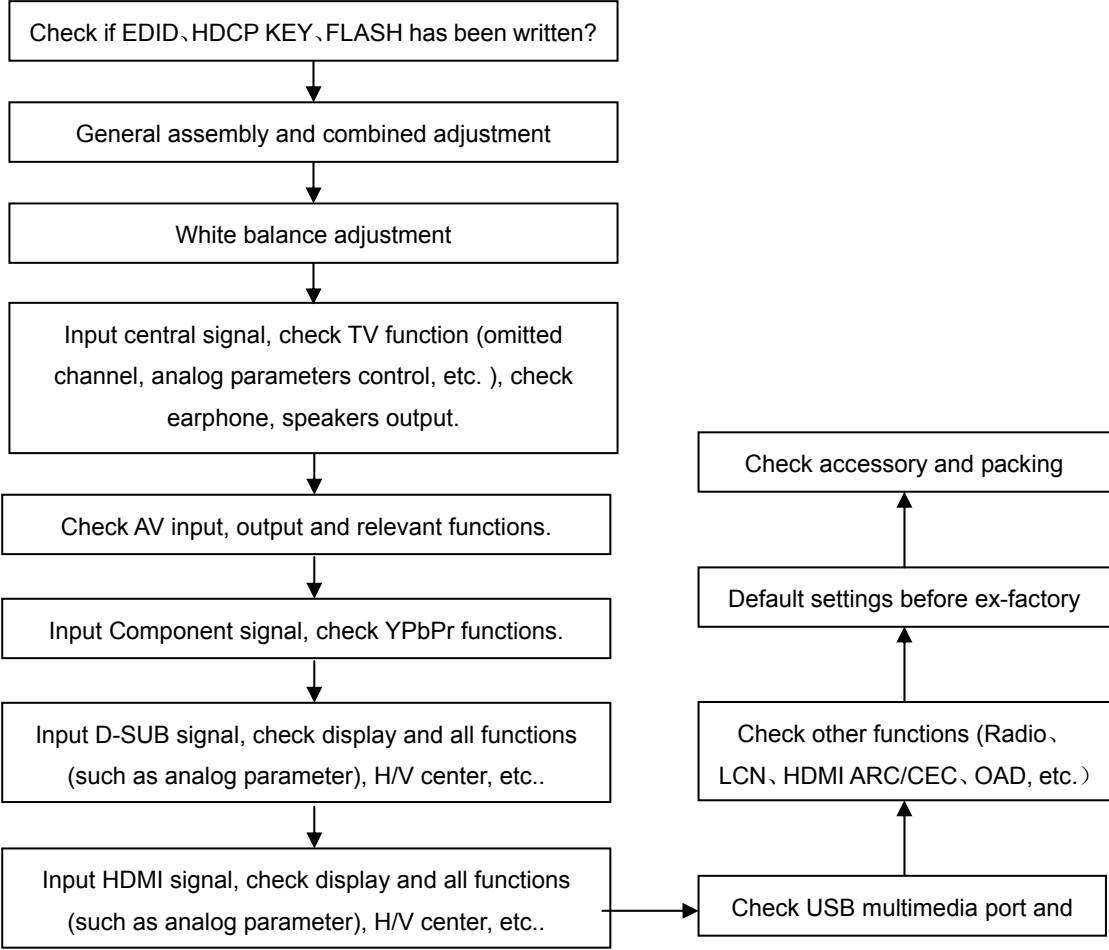 Check if EDID、HDCP KEY、FLASH has been written?
General assembly and combined adjustment
White balance adjustment
Input central signal, check TV function (omitted
channel, analog parameters control, etc. ), check
earphone, speakers output.
Check AV input, output and relevant functions.
Input Component signal, check YPbPr functions.
Input D-SUB signal, check display and all functions
(such as analog parameter), H/V center, etc..
Input HDMI signal, check display and all functions
(such as analog parameter), H/V center, etc..
Check USB multimedia port and
Check other functions (Radio、
LCN、HDMI ARC/CEC、OAD, etc.）
Default settings before ex-factory
Check accessory and packing